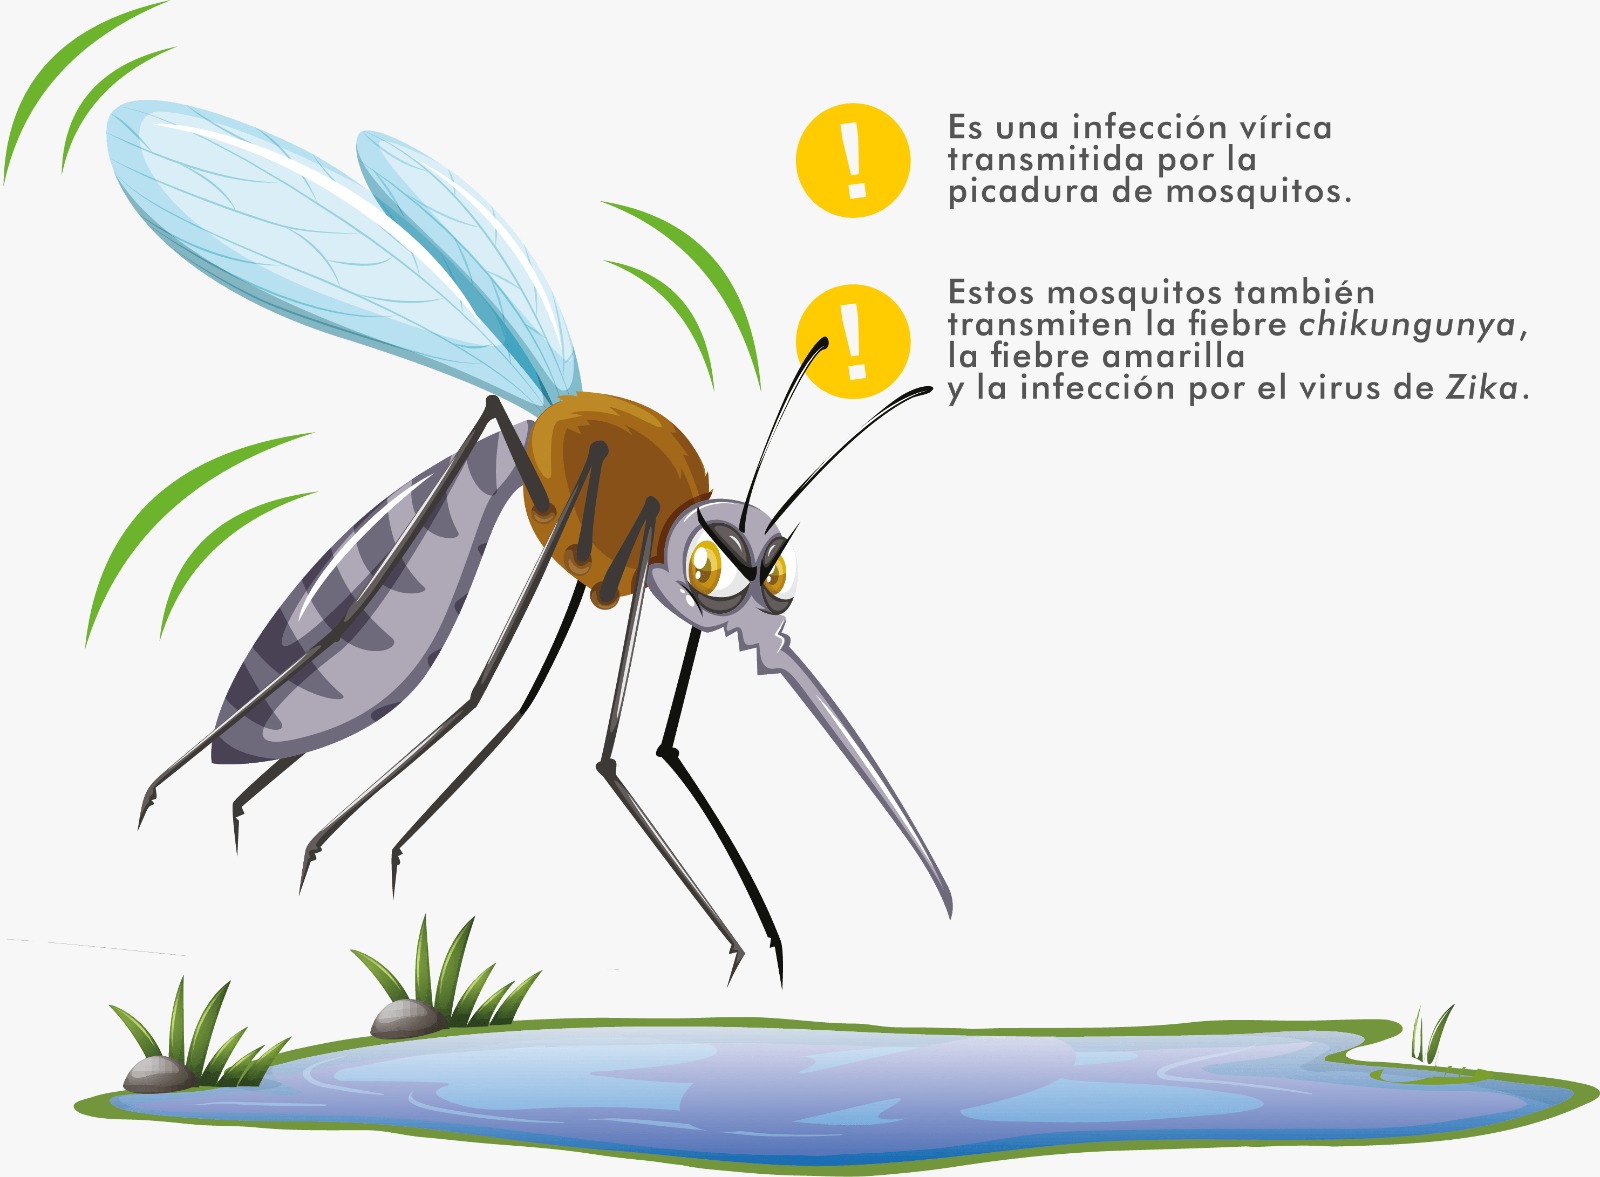 Es una infección vírica
transmitida por la
picadura de mosquitos.
Estos mosquitos también
transmiten la fiebre chikungunya,
la fiebre amarilla
y la infección por el virus de Zika.